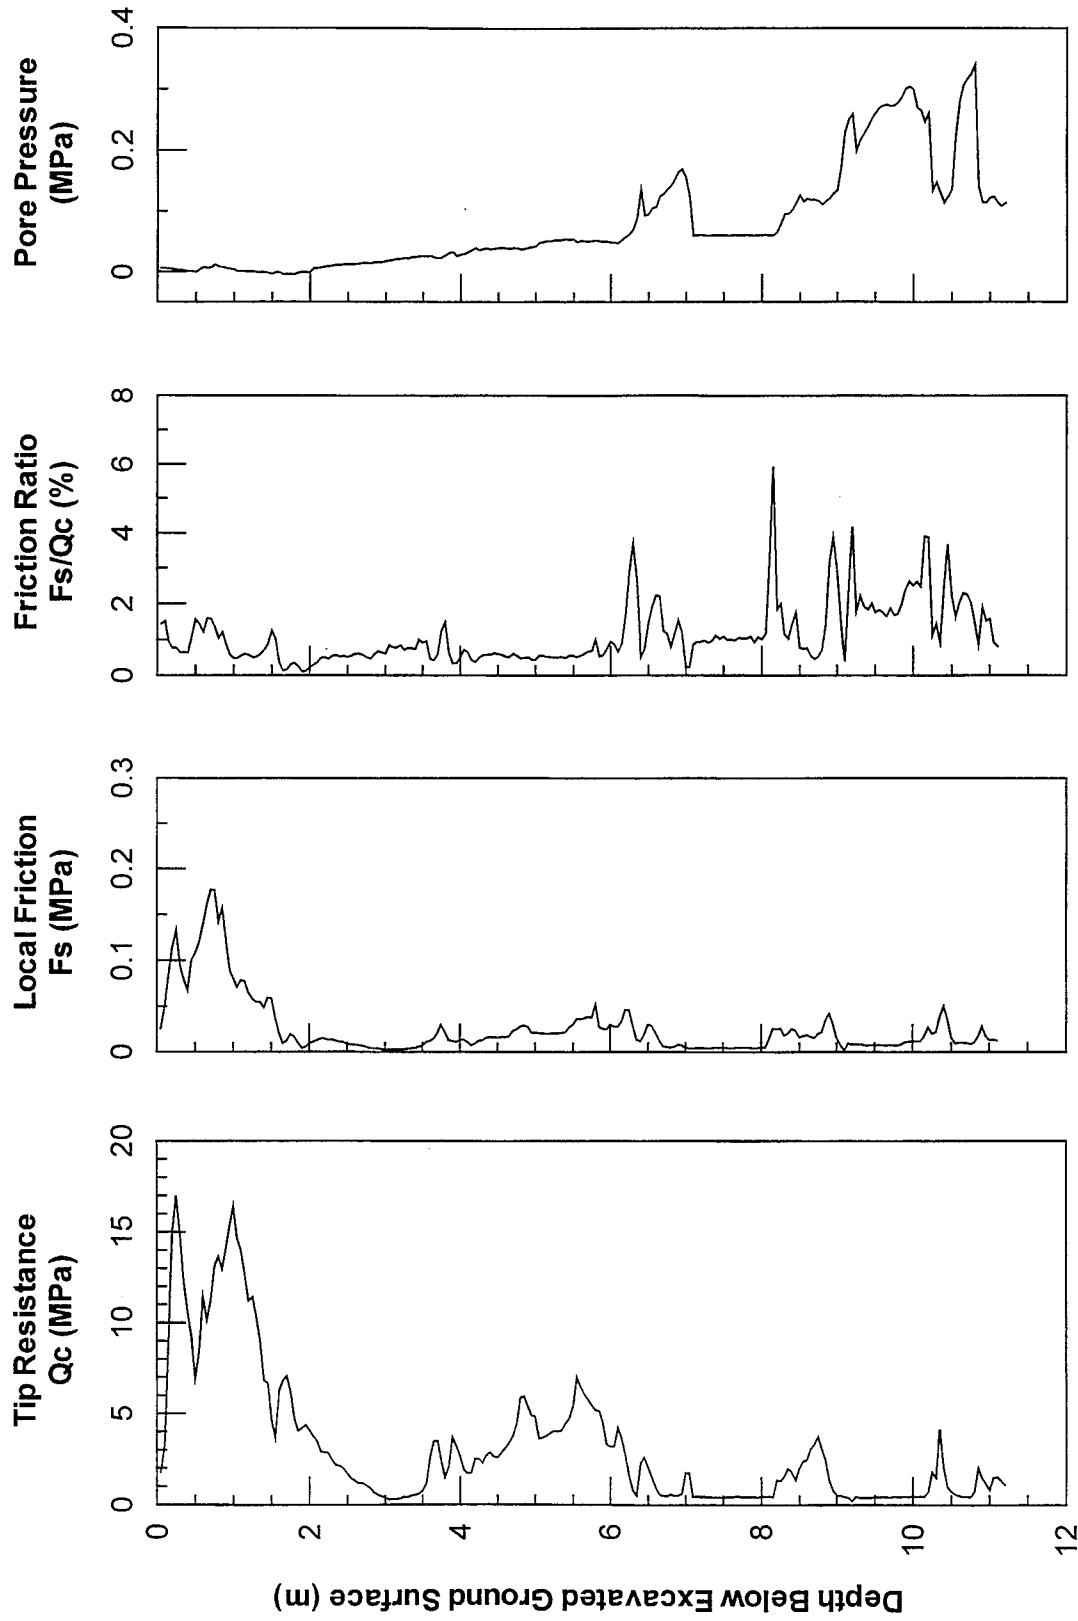 Tip Resistance
Qc (MPa)
0 5 10 15 20
Local Friction
Fs (MPa)
0 0.1 0.2 0.3
Friction Ratio
Fs/Qc (%)
0 2 4 6 8
Pore Pressure
(MPa)
0 0.2 0.4
Depth Below Excavated Ground Surface (m)
0
2
4
6
8
10
12